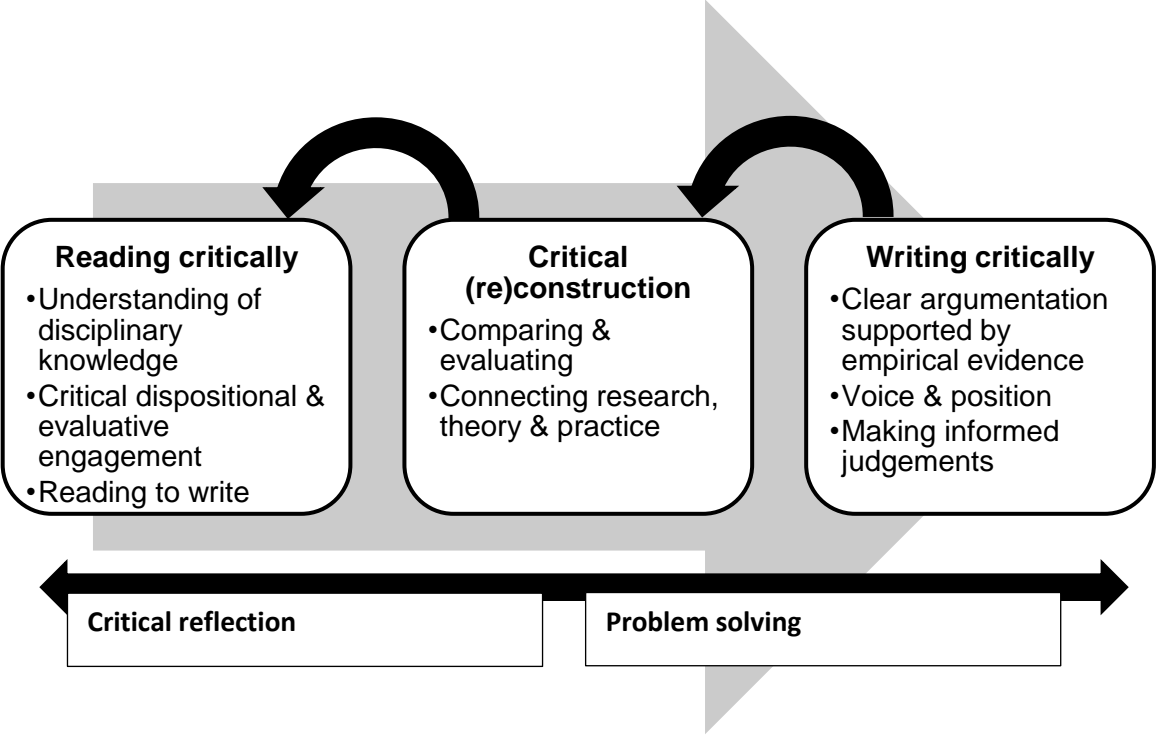 Reading critically
•Understanding of
disciplinary
knowledge
•Critical dispositional &
evaluative
engagement
•Reading to write
Critical
(re)construction
•Comparing &
evaluating
•Connecting research,
theory & practice
Writing critically
•Clear argumentation
supported by
empirical evidence
•Voice & position
•Making informed
judgements
Critical reflection
Problem solving